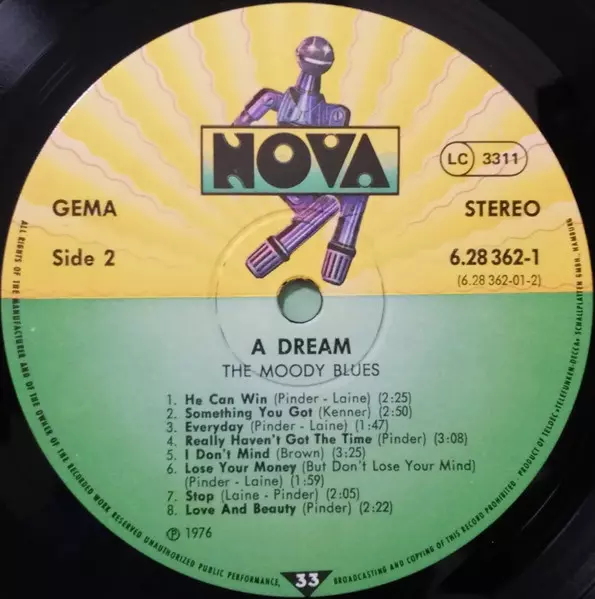 NOVA
LC 3311
GEMA
STEREO
Side 2
6.28 362-1
(6.28 362-01-2)
A DREAM
THE MOODY BLUES
1. He Can Win (Pinder - Laine) (2:25)
2. Something You Got (Kenner) (2:50)
3. Everyday (Pinder - Laine) (1:47)
4. Really Haven't Got The Time (Pinder) (3:08)
5. I Don't Mind (Brown) (3:25)
6. Lose Your Money (But Don't Lose Your Mind)
(Pinder - Laine) (1:59)
7. Stop (Laine - Pinder) (2:05)
8. Love And Beauty (Pinder) (2:22)
Ⓟ 1976
33
ALL RIGHTS OF THE MANUFACTURER AND OF THE OWNER OF THE RECORDED WORK RESERVED UNAUTHORIZED PUBLIC PERFORMANCE, BROADCASTING AND COPYING OF THIS RECORD PROHIBITED · PRODUCT OF TELDEC »TELEFUNKEN-DECCA« SCHALLPLATTEN GMBH., HAMBURG